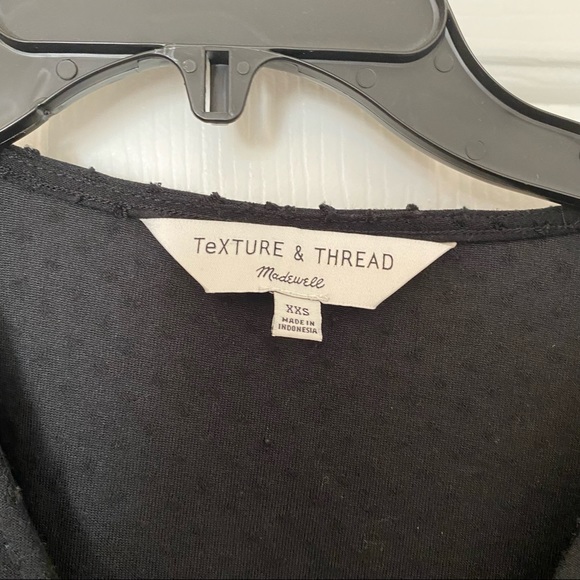 TeXTURE & THREAD
Madewell
XXS
MADE IN
INDONESIA